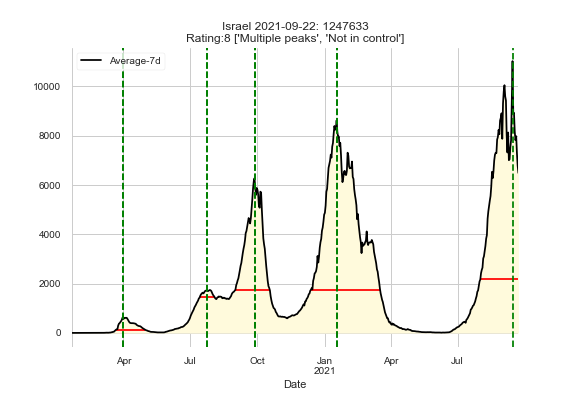 Israel 2021-09-22: 1247633
Rating:8 ['Multiple peaks', 'Not in control']
Average-7d
10000
8000
6000
4000
2000
0
Apr
Jul
Oct
Jan
2021
Apr
Jul
Date